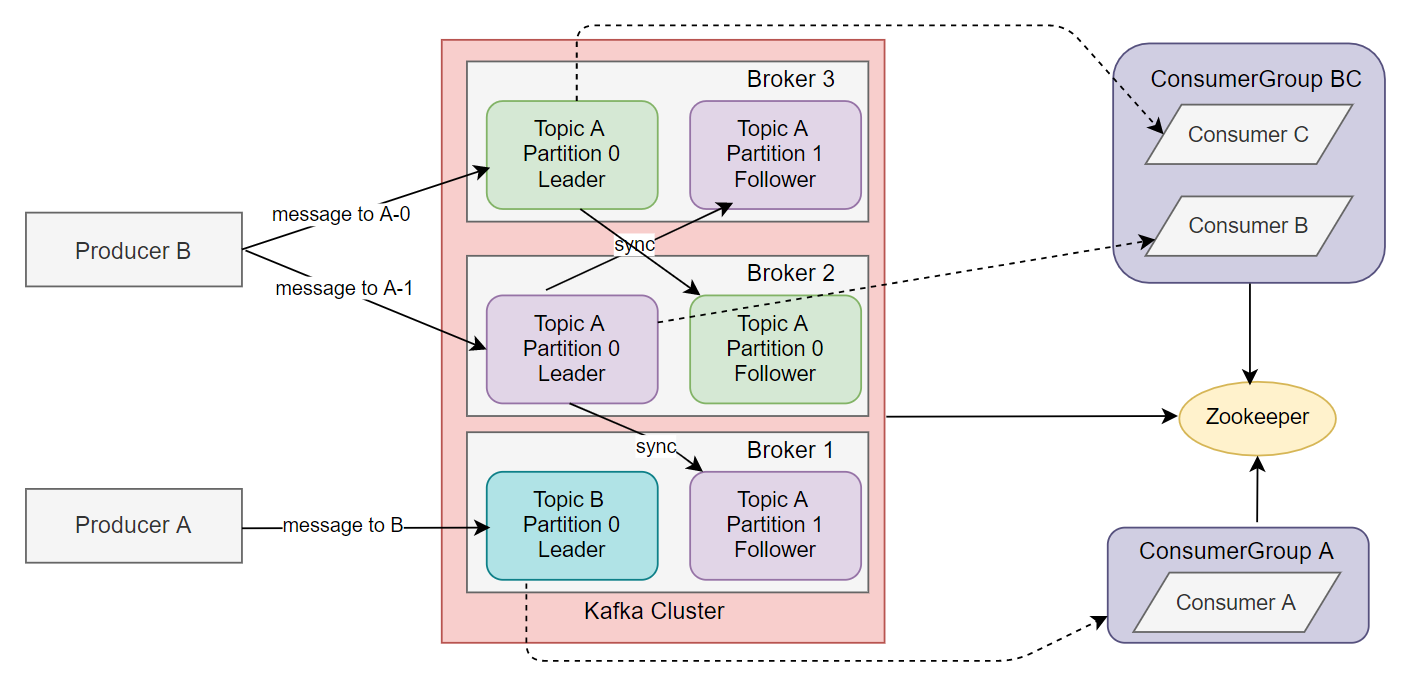 Broker 3
Topic A
Partition 0
Leader
Topic A
Partition 1
Follower
ConsumerGroup BC
Consumer C
Consumer B
Producer B
message to A-0
message to A-1
sync
Broker 2
Topic A
Partition 0
Leader
Topic A
Partition 0
Follower
Zookeeper
sync
Broker 1
Topic B
Partition 0
Leader
Topic A
Partition 1
Follower
Producer A
message to B
Kafka Cluster
ConsumerGroup A
Consumer A